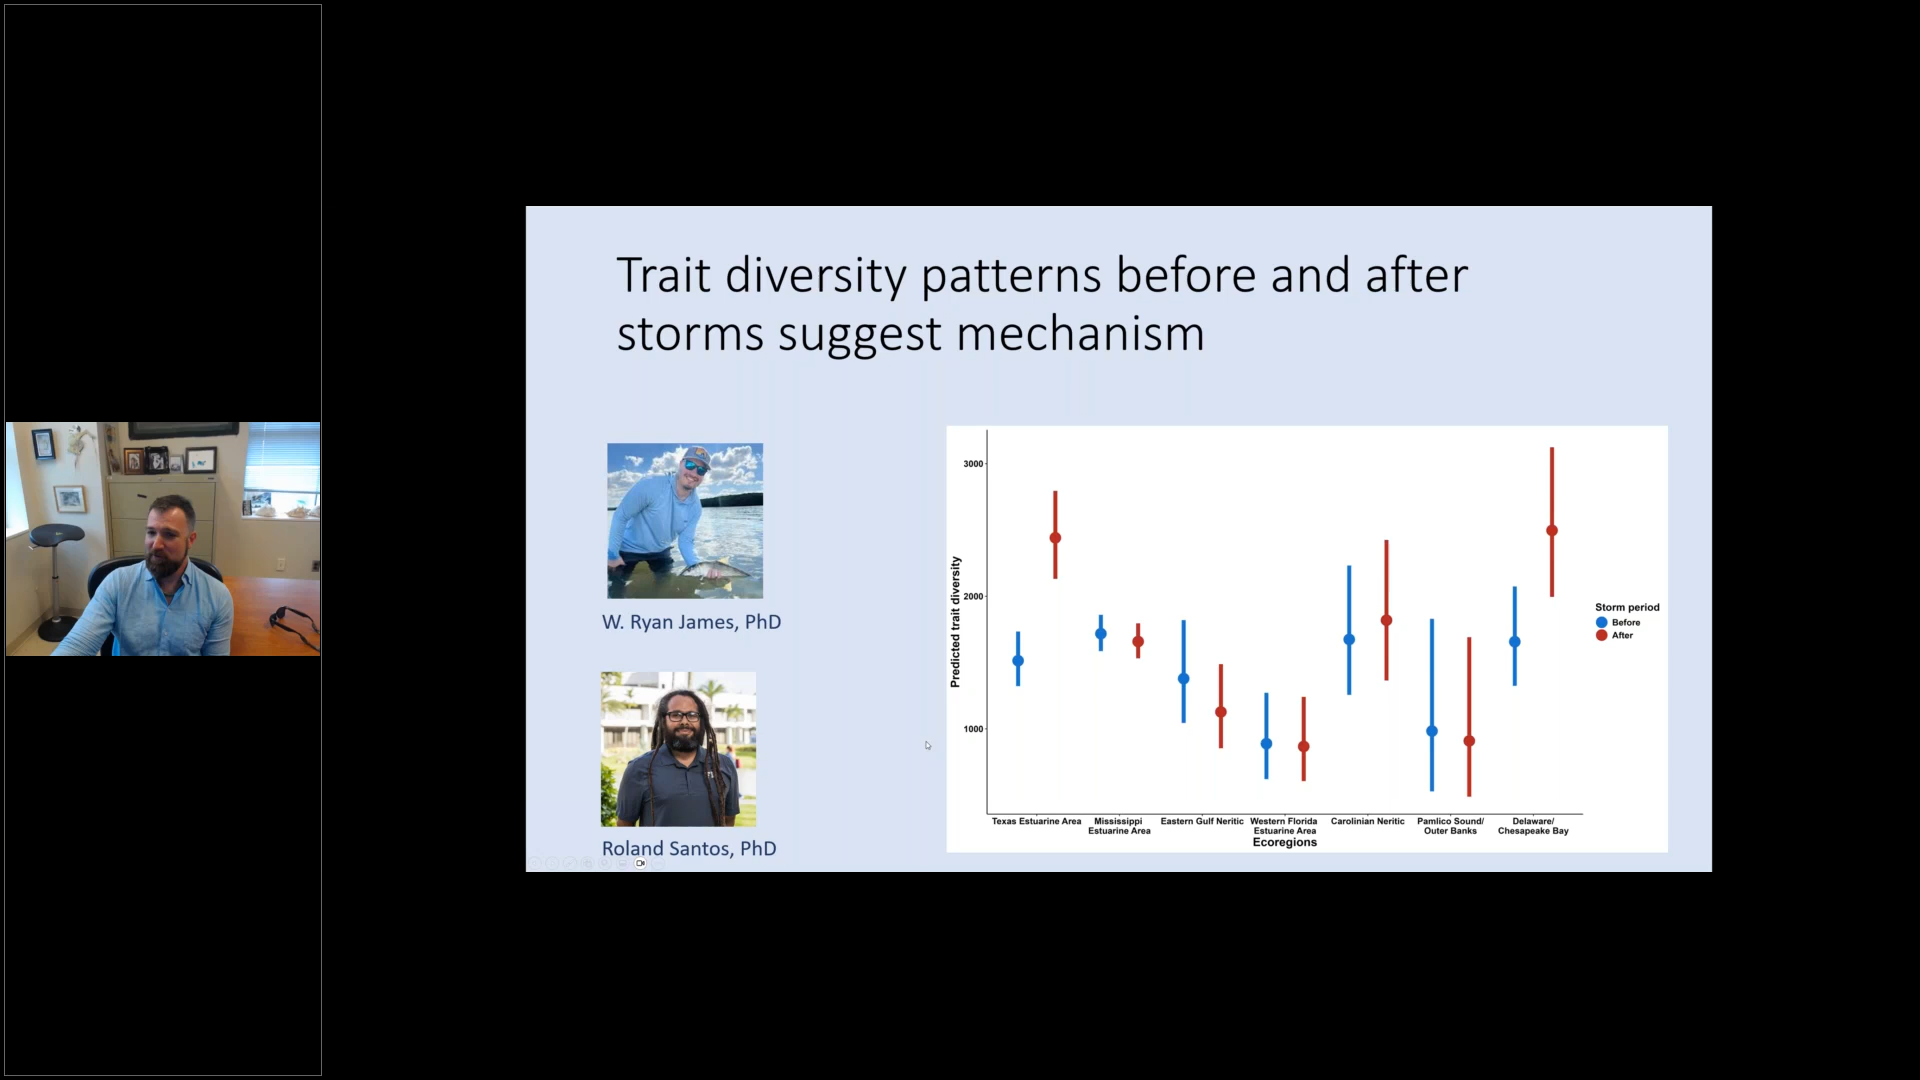 Trait diversity patterns before and after
storms suggest mechanism
W. Ryan James, PhD
Roland Santos, PhD
Predicted trait diversity
3000
2000
1000
Texas Estuarine Area
Mississippi
Estuarine Area
Eastern Gulf Neritic
Western Florida
Estuarine Area
Carolinian Neritic
Pamlico Sound/
Outer Banks
Delaware/
Chesapeake Bay
Ecoregions
Storm period
Before
After